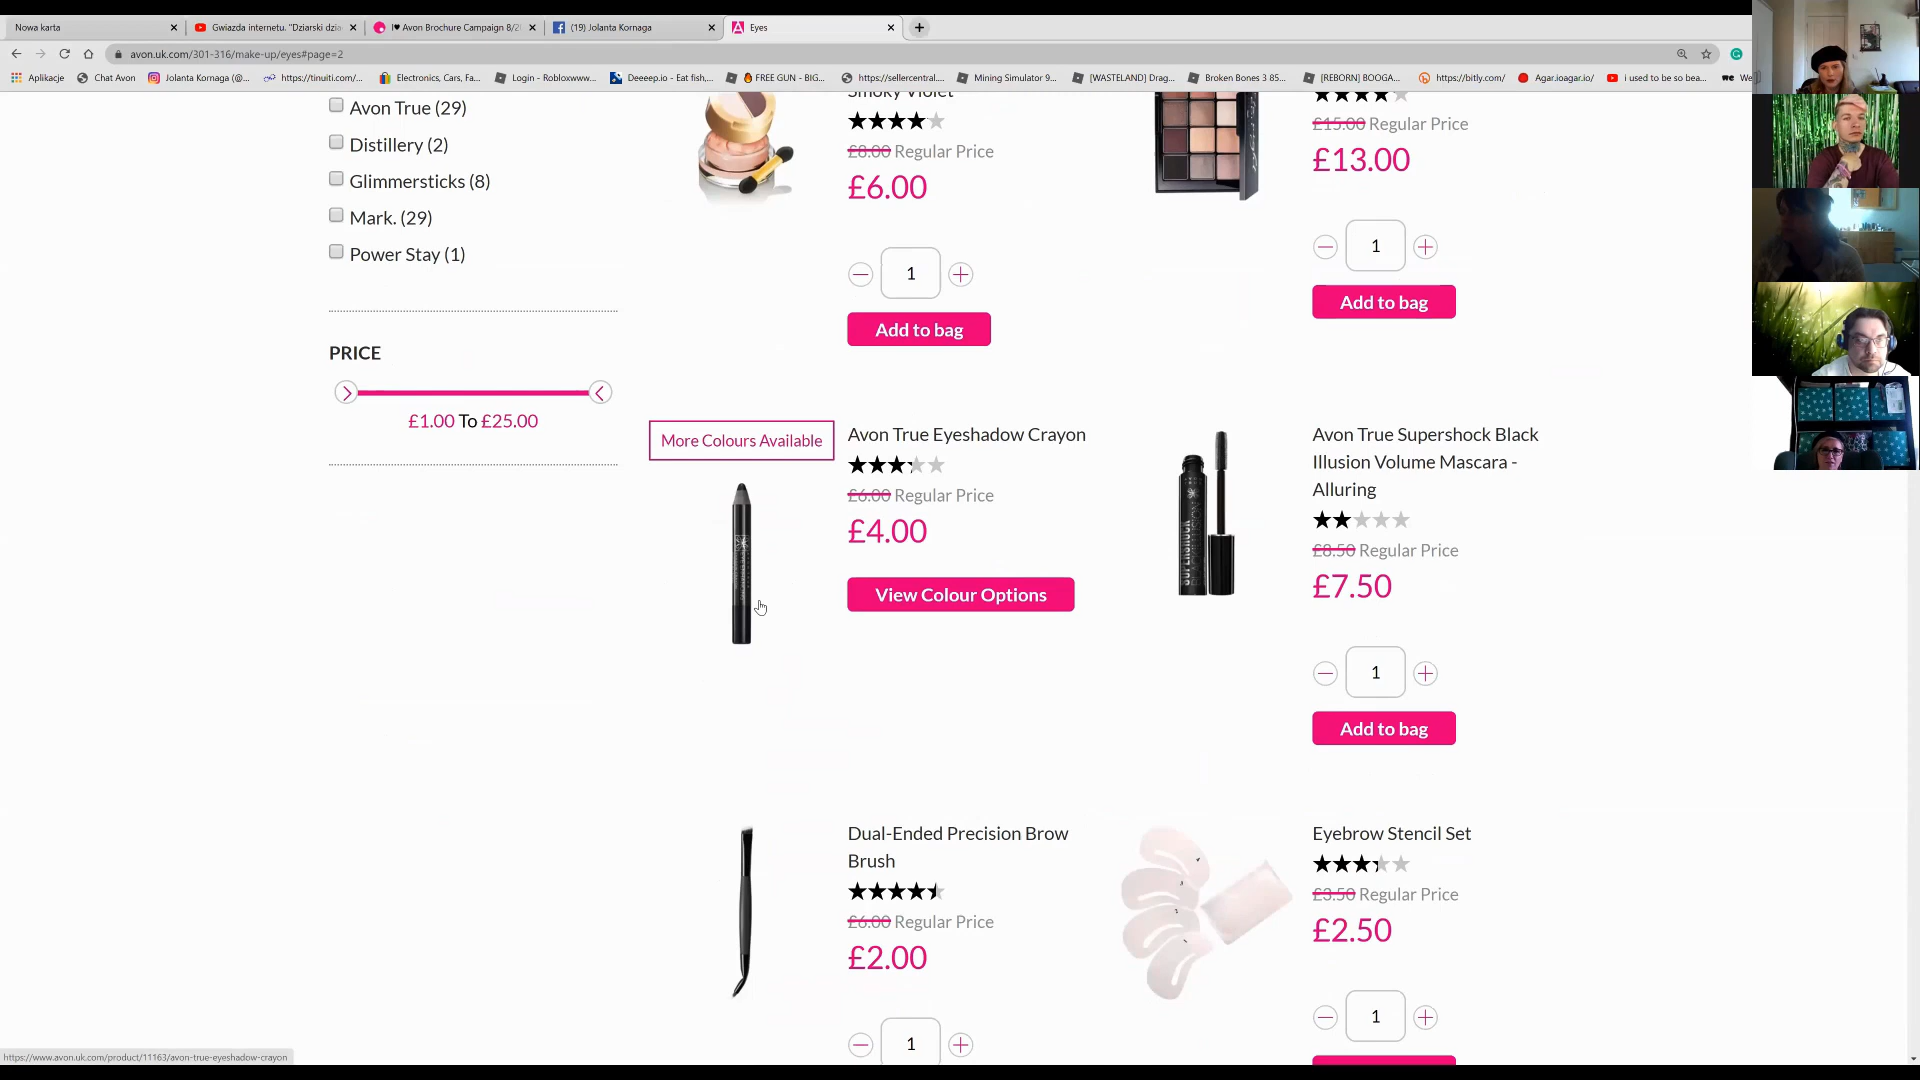 Nowa karta
Gwiazda internetu. "Dziarski dzia
I♥ Avon Brochure Campaign 8/2
(19) Jolanta Kornaga
Eyes
avon.uk.com/301-316/make-up/eyes#page=2
Aplikacje
Chat Avon
Jolanta Kornaga (@...
https://tinuiti.com/...
Electronics, Cars, Fa...
Login - Robloxwww...
Deeeep.io - Eat fish,...
🔥FREE GUN - BIG...
https://sellercentral....
Mining Simulator 9...
[WASTELAND] Drag...
Broken Bones 3 85...
[REBORN] BOOGA...
https://bitly.com/
Agar.ioagar.io/
i used to be so bea...
We
Avon True (29)
Distillery (2)
Glimmersticks (8)
Mark. (29)
Power Stay (1)
PRICE
£1.00 To £25.00
Smoky Violet
£8.00 Regular Price
£6.00
1
Add to bag
£15.00 Regular Price
£13.00
1
Add to bag
More Colours Available
Avon True Eyeshadow Crayon
£6.00 Regular Price
£4.00
View Colour Options
Avon True Supershock Black
Illusion Volume Mascara -
Alluring
£8.50 Regular Price
£7.50
1
Add to bag
Dual-Ended Precision Brow
Brush
£6.00 Regular Price
£2.00
1
Eyebrow Stencil Set
£3.50 Regular Price
£2.50
1
https://www.avon.uk.com/product/11163/avon-true-eyeshadow-crayon